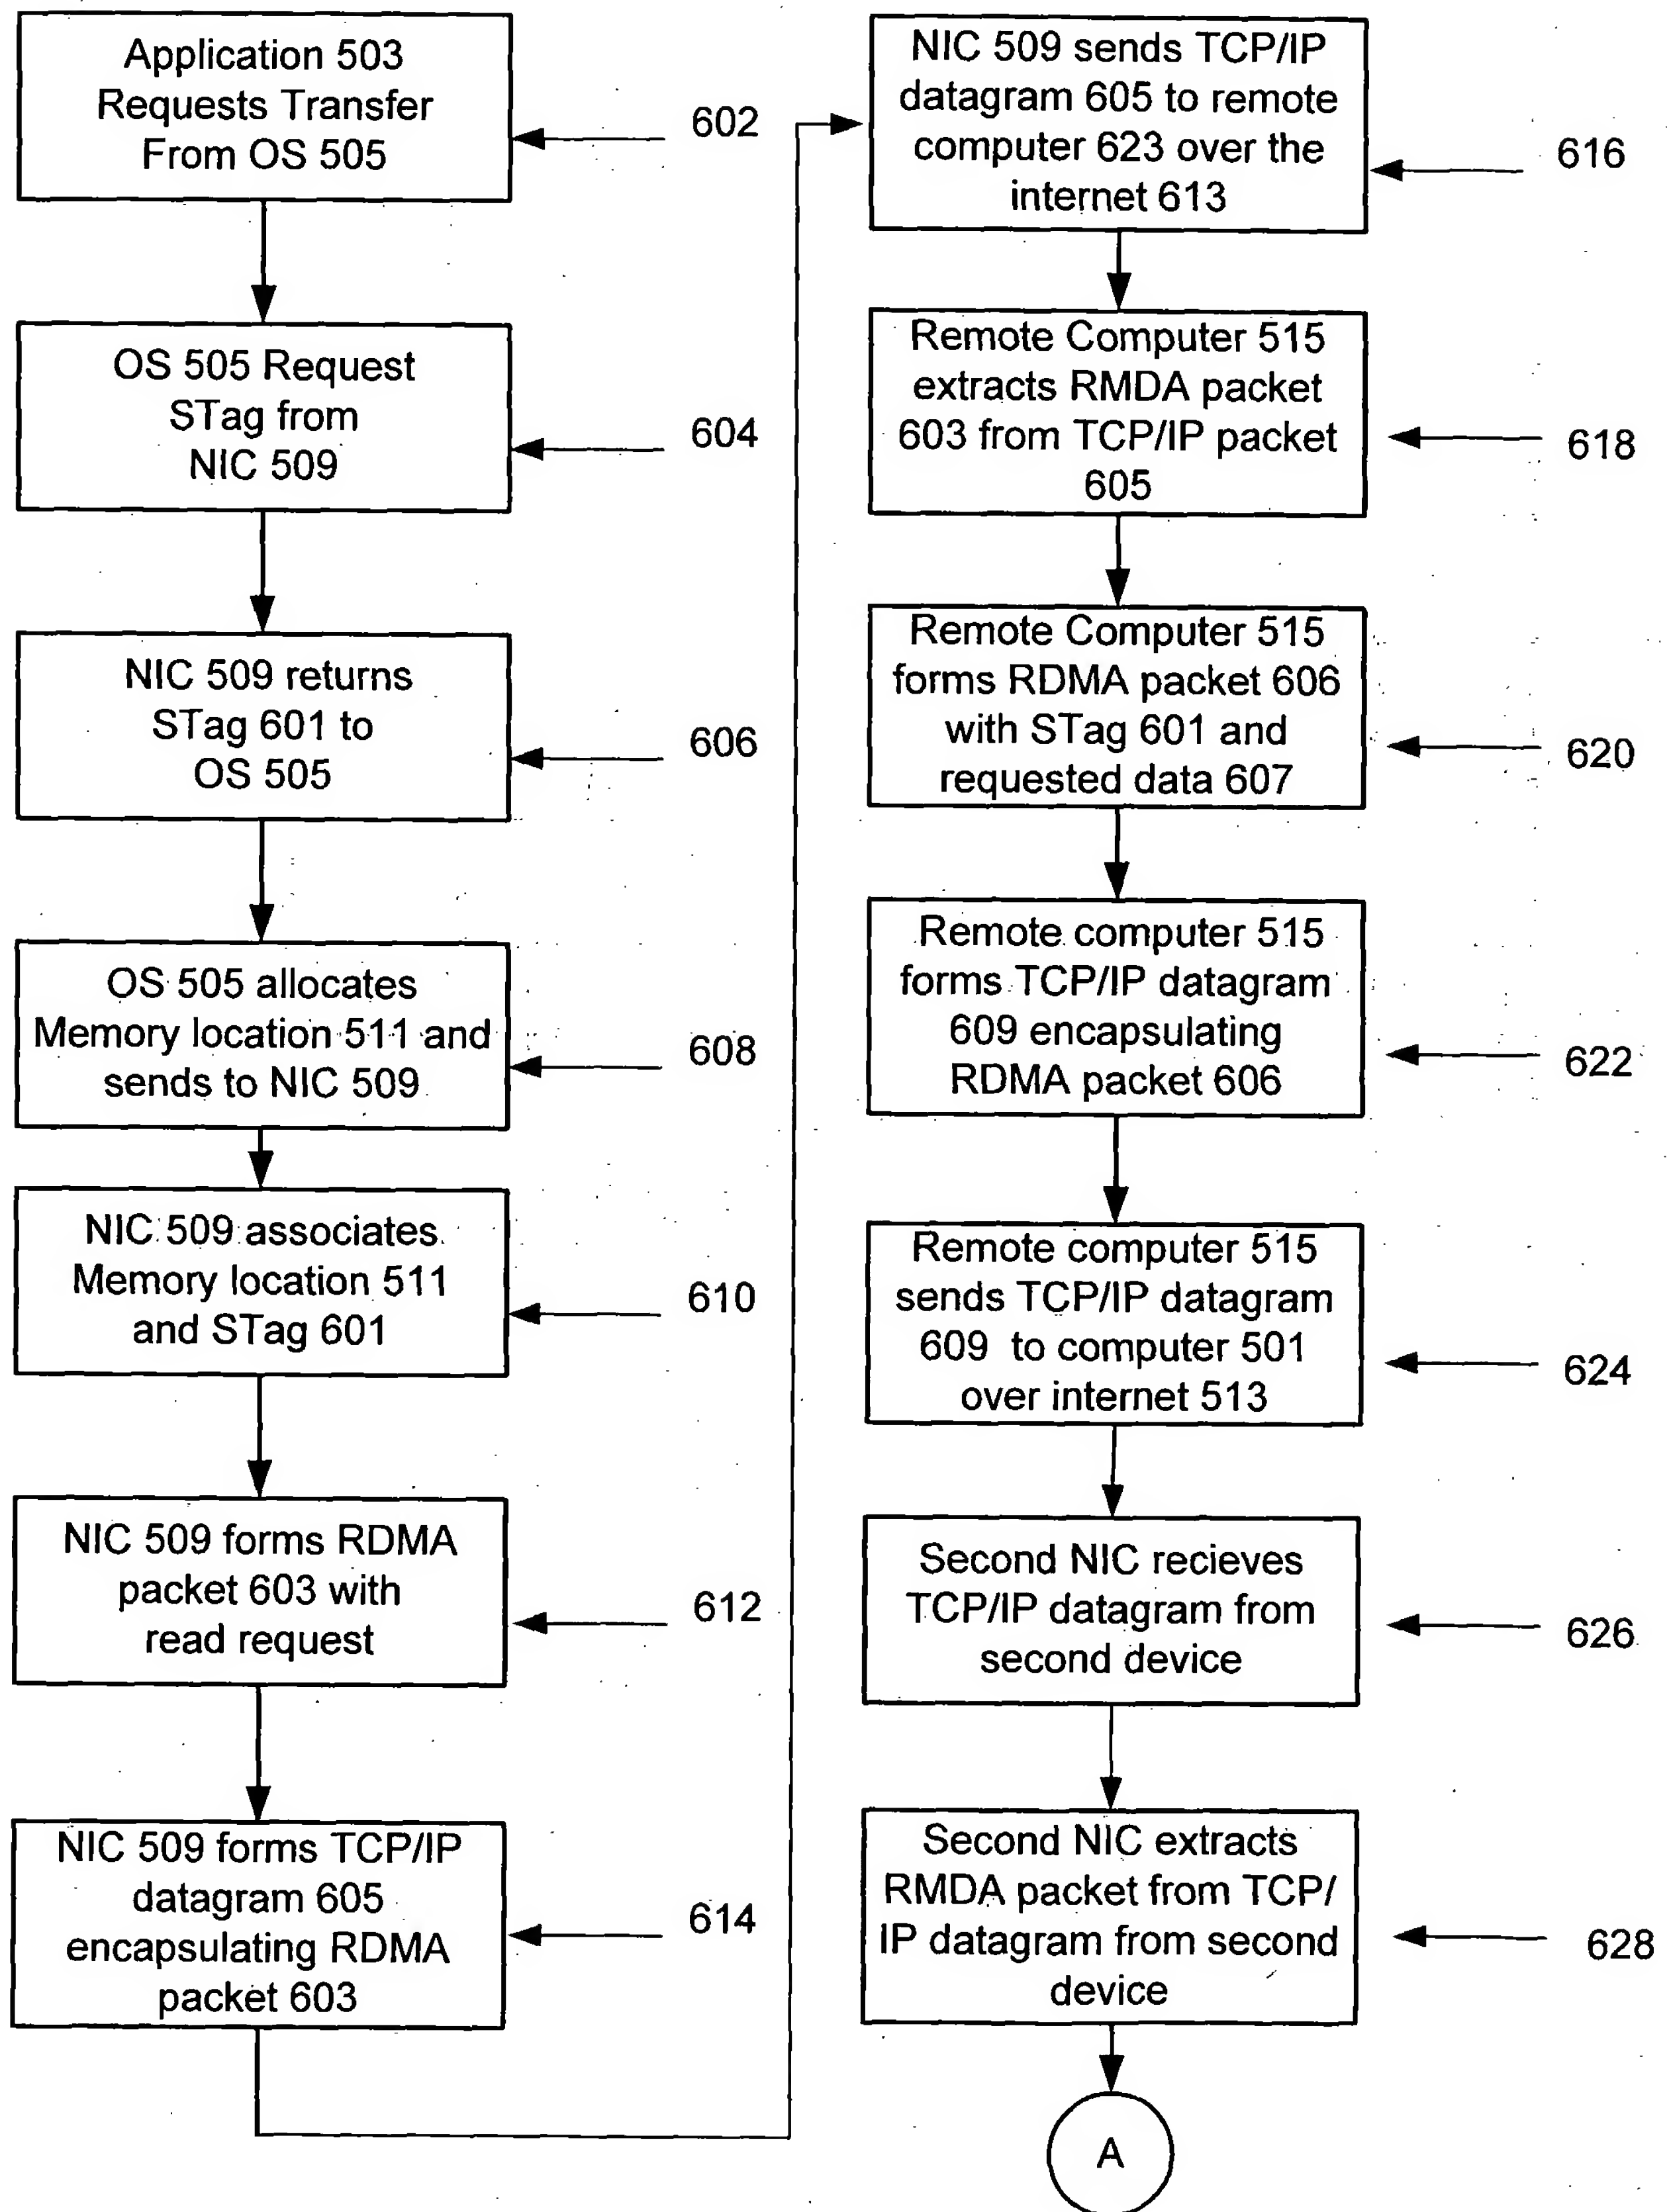 Application 503
Requests Transfer
From OS 505
602
OS 505 Request
STag from
NIC 509
604
NIC 509 returns
STag 601 to
OS 505
606
OS 505 allocates
Memory location 511 and
sends to NIC 509
608
NIC 509 associates
Memory location 511
and STag 601
610
NIC 509 forms RDMA
packet 603 with
read request
612
NIC 509 forms TCP/IP
datagram 605
encapsulating RDMA
packet 603
614
NIC 509 sends TCP/IP
datagram 605 to remote
computer 623 over the
internet 613
616
Remote Computer 515
extracts RMDA packet
603 from TCP/IP packet
605
618
Remote Computer 515
forms RDMA packet 606
with STag 601 and
requested data 607
620
Remote computer 515
forms TCP/IP datagram
609 encapsulating
RDMA packet 606
622
Remote computer 515
sends TCP/IP datagram
609 to computer 501
over internet 513
624
Second NIC recieves
TCP/IP datagram from
second device
626
Second NIC extracts
RMDA packet from TCP/
IP datagram from second
device
628
A